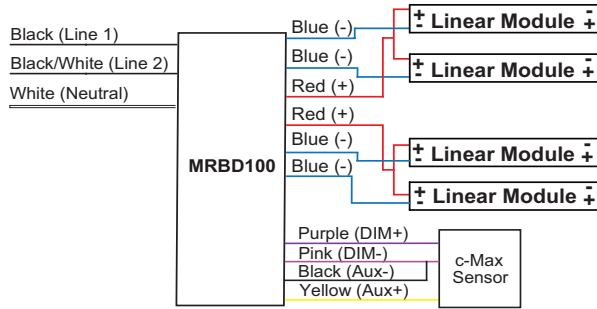 Black (Line 1)
Black/White (Line 2)
White (Neutral)
MRBD100
Blue (-)
Blue (-)
Red (+)
Red (+)
Blue (-)
Blue (-)
Purple (DIM+)
Pink (DIM-)
Black (Aux-)
Yellow (Aux+)
+ - Linear Module - +
+ - Linear Module - +
+ - Linear Module - +
+ - Linear Module - +
c-Max
Sensor